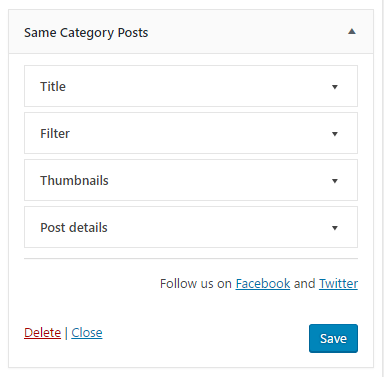 Same Category Posts
Title
Filter
Thumbnails
Post details
Follow us on Facebook and Twitter
Delete | Close
Save